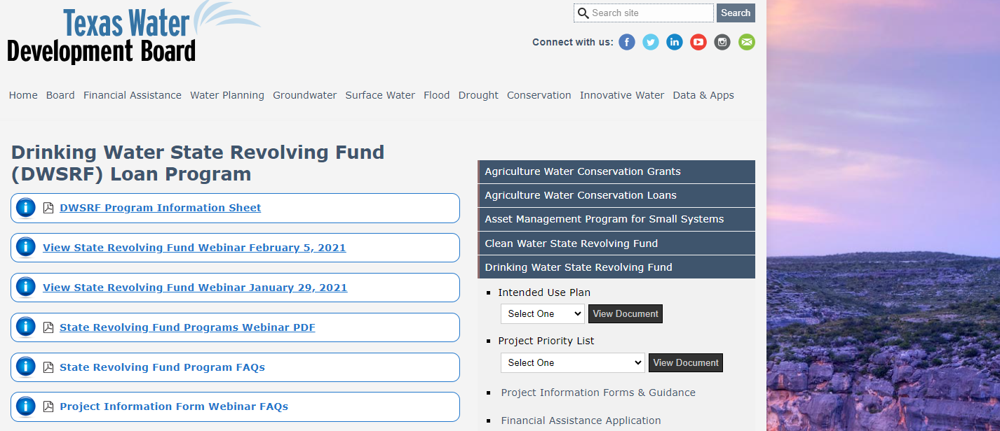 Texas Water
Development Board
Search site
Search
Connect with us:
Home Board Financial Assistance Water Planning Groundwater Surface Water Flood Drought Conservation Innovative Water Data & Apps
Drinking Water State Revolving Fund
(DWSRF) Loan Program
DWSRF Program Information Sheet
View State Revolving Fund Webinar February 5, 2021
View State Revolving Fund Webinar January 29, 2021
State Revolving Fund Programs Webinar PDF
State Revolving Fund Program FAQs
Project Information Form Webinar FAQs
Agriculture Water Conservation Grants
Agriculture Water Conservation Loans
Asset Management Program for Small Systems
Clean Water State Revolving Fund
Drinking Water State Revolving Fund
Intended Use Plan
Select One View Document
Project Priority List
Select One View Document
Project Information Forms & Guidance
Financial Assistance Application